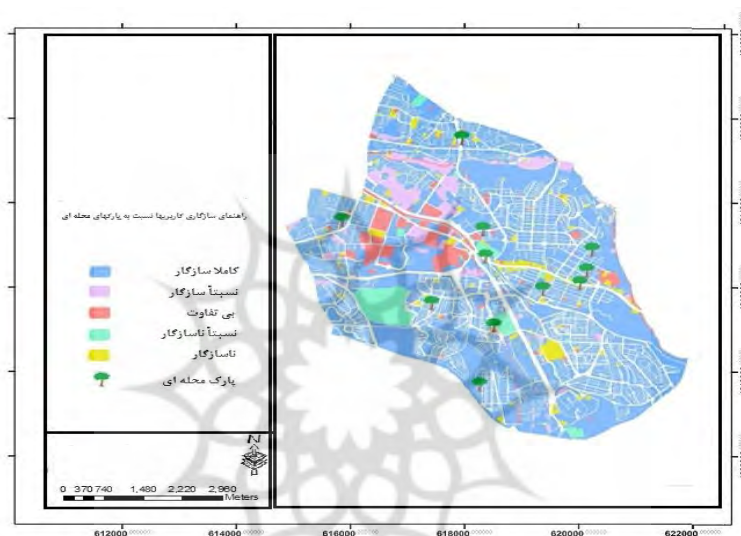 راهنمای سازگاری کاربریها نسبت به پارکهای محله ای
کاملا سازگار
نسبتاً سازگار
بی تفاوت
نسبتاً ناسازگار
ناسازگار
پارک محله ای
N
0 370 740 1,480 2,220 2,960
Meters
612000 614000 616000 618000 620000 622000